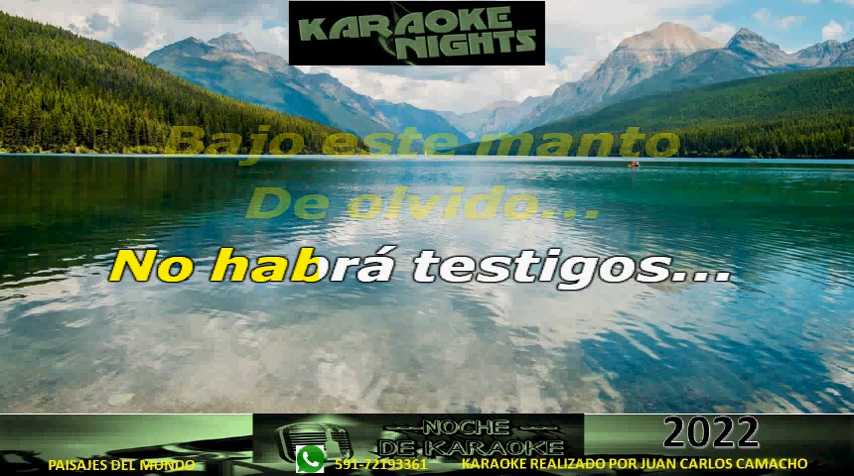 KARAOKE
NIGHTS
Bajo este manto
De olvido...
No habrá testigos...
NOCHE
DE KARAOKE
2022
PAISAJES DEL MUNDO
591-72193361
KARAOKE REALIZADO POR JUAN CARLOS CAMACHO